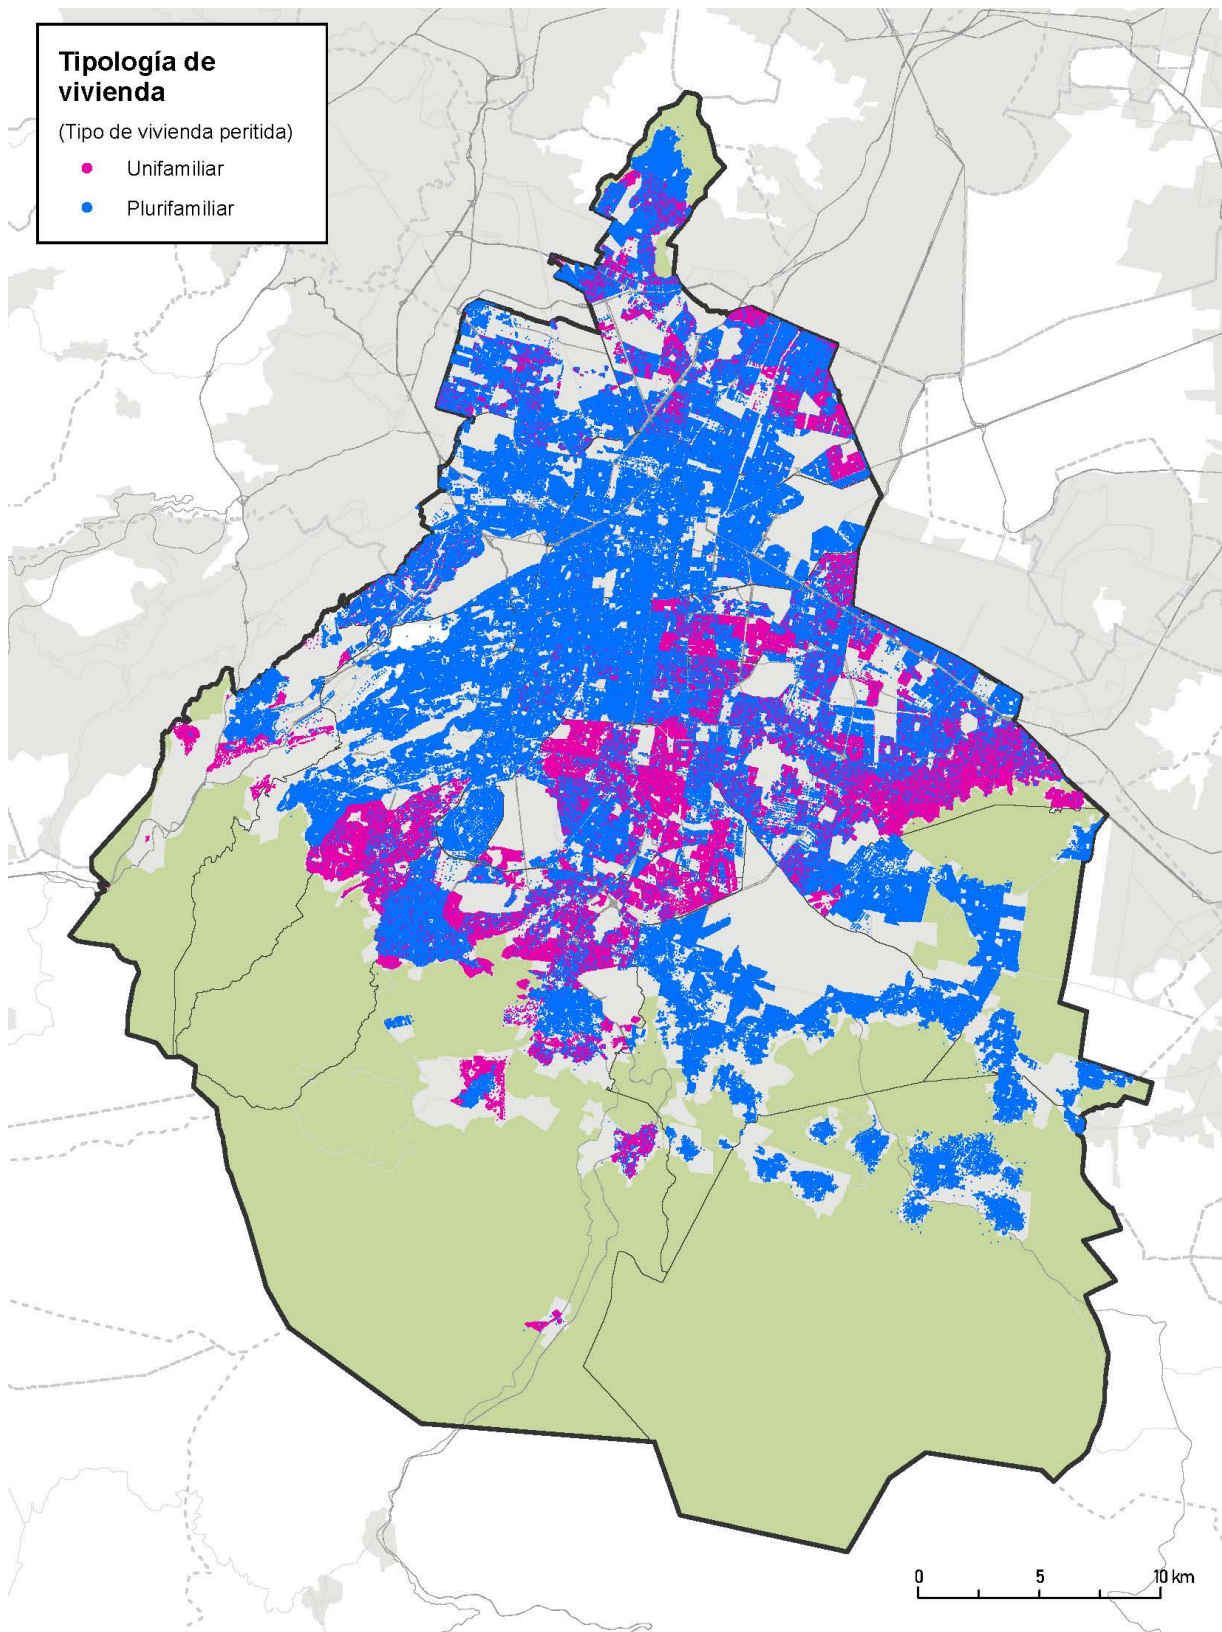 Tipología de
vivienda
(Tipo de vivienda peritida)
Unifamiliar
Plurifamiliar
0 5 10 km